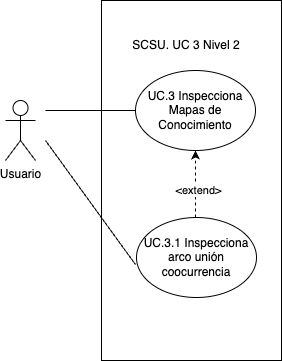 SCSU. UC 3 Nivel 2
UC.3 Inspecciona
Mapas de
Conocimiento
Usuario
<extend>
UC.3.1 Inspecciona
arco unión
coocurrencia